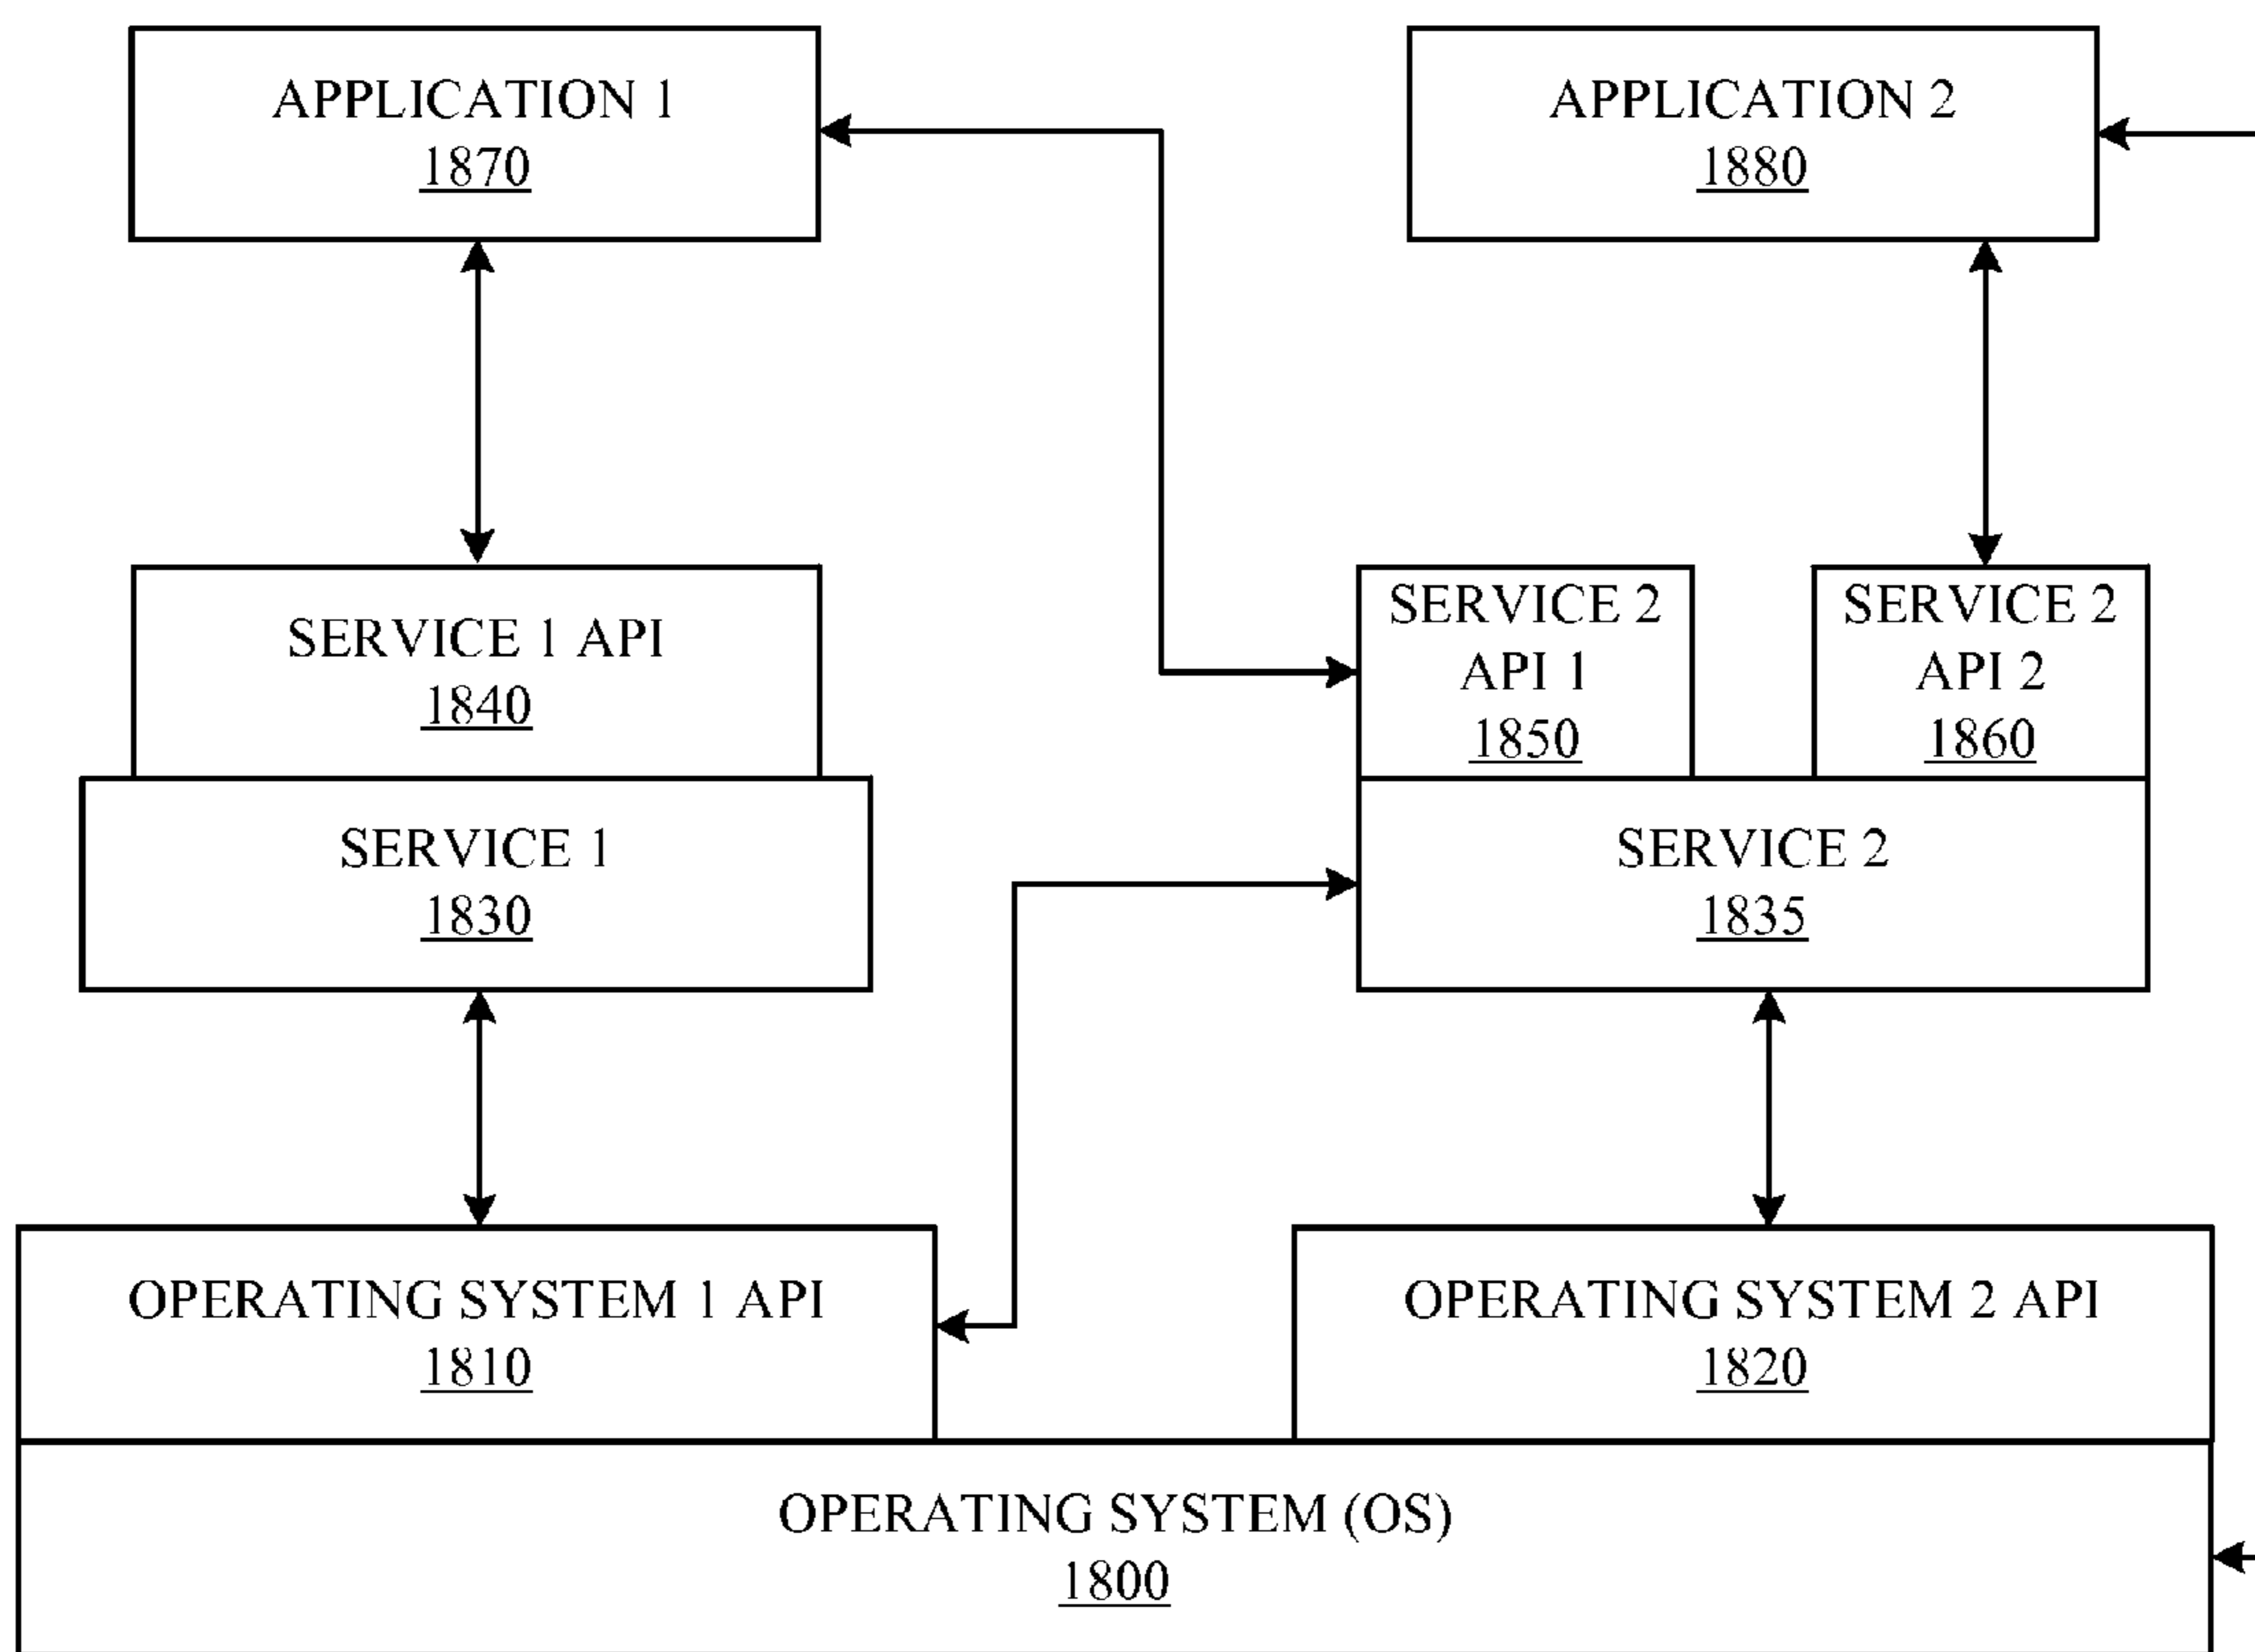 APPLICATION 1
1870
APPLICATION 2
1880
SERVICE 1 API
1840
SERVICE 2
API 1
1850
SERVICE 2
API 2
1860
SERVICE 1
1830
SERVICE 2
1835
OPERATING SYSTEM 1 API
1810
OPERATING SYSTEM 2 API
1820
OPERATING SYSTEM (OS)
1800